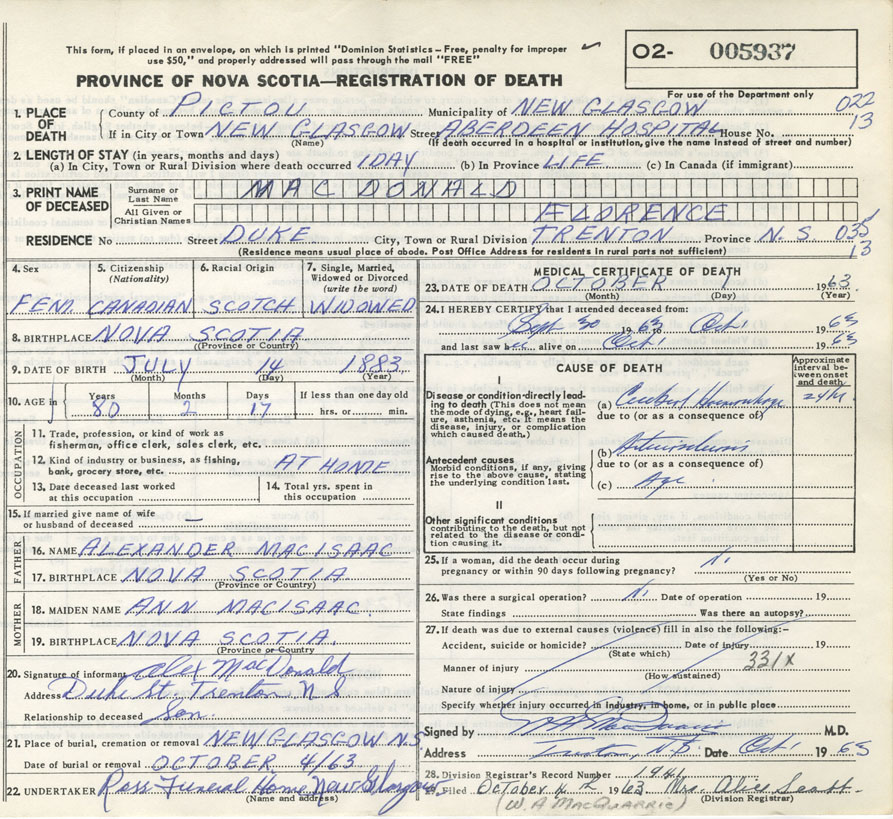 This form, if placed in an envelope, on which is printed "Dominion Statistics – Free, penalty for improper
use $50," and properly addressed will pass through the mail "FREE"
O2- 005937
PROVINCE OF NOVA SCOTIA—REGISTRATION OF DEATH
For use of the Department only
022
13
1. PLACE OF DEATH
County of PICTOU Municipality of NEW GLASGOW
If in City or Town NEW GLASGOW Street ABERDEEN HOSPITAL House No.
(Name) (If death occurred in a hospital or institution, give the name instead of street and number)
2. LENGTH OF STAY (in years, months and days)
(a) In City, Town or Rural Division where death occurred 1 DAY (b) In Province LIFE (c) In Canada (if immigrant)
3. PRINT NAME OF DECEASED
Surname or Last Name MAC DONALD
All Given or Christian Names FLORENCE
RESIDENCE No Street DUKE City, Town or Rural Division TRENTON Province N.S. 035
13
(Residence means usual place of abode. Post Office Address for residents in rural parts not sufficient)
4. Sex 5. Citizenship (Nationality) 6. Racial Origin 7. Single, Married, Widowed or Divorced (write the word)
FEM CANADIAN SCOTCH WIDOWED
8. BIRTHPLACE NOVA SCOTIA
(Province or Country)
9. DATE OF BIRTH JULY 14 1883
(Month) (Day) (Year)
10. AGE in Years Months Days If less than one day old
80 2 17 hrs. or min.
OCCUPATION
11. Trade, profession, or kind of work as fisherman, office clerk, sales clerk, etc.
12. Kind of industry or business, as fishing, bank, grocery store, etc. AT HOME
13. Date deceased last worked at this occupation
14. Total yrs. spent in this occupation
15. If married give name of wife or husband of deceased –
FATHER
16. NAME ALEXANDER MACISAAC
17. BIRTHPLACE NOVA SCOTIA
(Province or Country)
MOTHER
18. MAIDEN NAME ANN MACISAAC
19. BIRTHPLACE NOVA SCOTIA
(Province or Country)
20. Signature of informant Alex MacDonald
Address Duke St Trenton N S
Relationship to deceased Son
21. Place of burial, cremation or removal NEW GLASGOW N.S.
Date of burial or removal OCTOBER 4/63
22. UNDERTAKER Ross Funeral Home New Glasgow
(Name and address)
MEDICAL CERTIFICATE OF DEATH
23. DATE OF DEATH OCTOBER 1 1963
(Month) (Day) (Year)
24. I HEREBY CERTIFY that I attended deceased from:
Sept 30 1963 to Oct 1 1963
and last saw her alive on Oct 1 1963
CAUSE OF DEATH
Approximate interval between onset and death
I
Disease or condition directly leading to death (This does not mean the mode of dying, e.g., heart failure, asthenia, etc. It means the disease, injury, or complication which caused death.)
(a) Cerebral Hemorrhage 24 hr
due to (or as a consequence of)
Antecedent causes
Morbid conditions, if any, giving rise to the above cause, stating the underlying condition last.
(b)
due to (or as a consequence of)
(c) Age
II
Other significant conditions contributing to the death, but not related to the disease or condition causing it.
25. If a woman, did the death occur during pregnancy or within 90 days following pregnancy?
(Yes or No)
26. Was there a surgical operation? Date of operation 19
State findings Was there an autopsy?
27. If death was due to external causes (violence) fill in also the following:–
Accident, suicide or homicide? Date of injury 19
(State which)
331X
Manner of injury
(How sustained)
Nature of injury
Specify whether injury occurred in industry, in home, or in public place
Signed by M.D.
Address Date Oct 1 1963
28. Division Registrar's Record Number 1941
Filed October 4 1963 Mrs. Alice Scott
(Division Registrar)
(W. A MACQUARRIE)